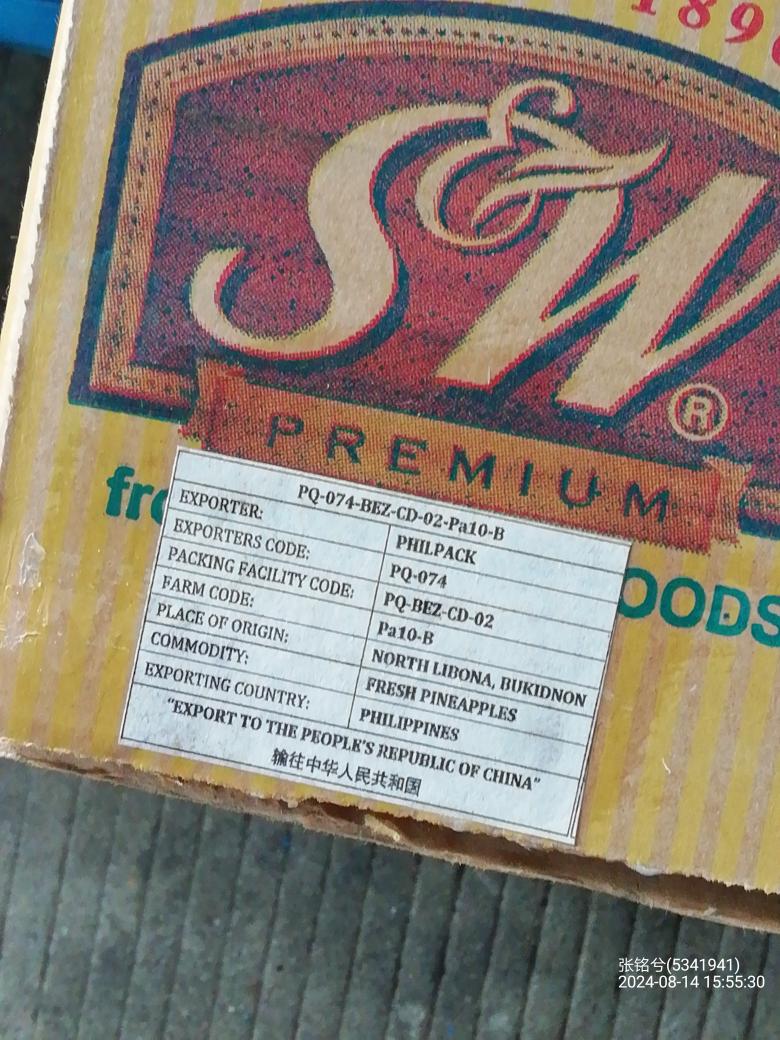 S&W®
PREMIUM
PQ-074-BEZ-CD-02-Pa10-B
EXPORTER: PHILPACK
EXPORTERS CODE: PQ-074
PACKING FACILITY CODE: PQ-BEZ-CD-02
FARM CODE: Pa10-B
PLACE OF ORIGIN: NORTH LIBONA, BUKIDNON
COMMODITY: FRESH PINEAPPLES
EXPORTING COUNTRY: PHILIPPINES
"EXPORT TO THE PEOPLE'S REPUBLIC OF CHINA"
输往中华人民共和国
张铭兮(5341941)
2024-08-14 15:55:30